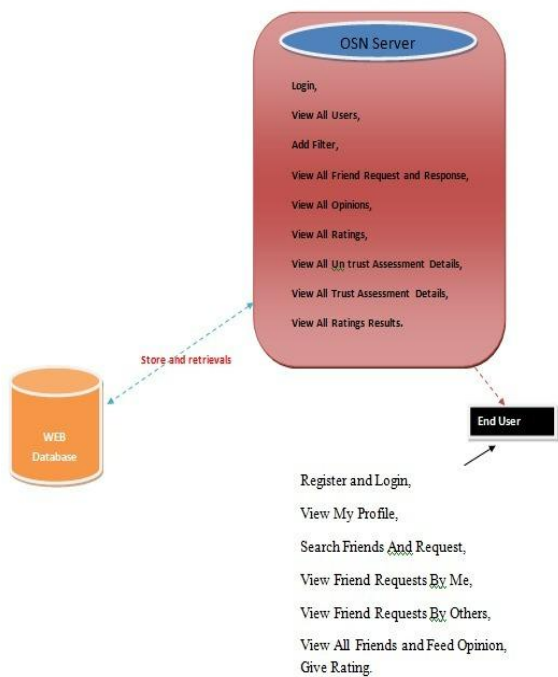 OSN Server
Login,
View All Users,
Add Filter,
View All Friend Request and Response,
View All Opinions,
View All Ratings,
View All Un trust Assessment Details,
View All Trust Assessment Details,
View All Ratings Results.
Store and retrievals
WEB
Database
End User
Register and Login,
View My Profile,
Search Friends And Request,
View Friend Requests By Me,
View Friend Requests By Others,
View All Friends and Feed Opinion,
Give Rating.